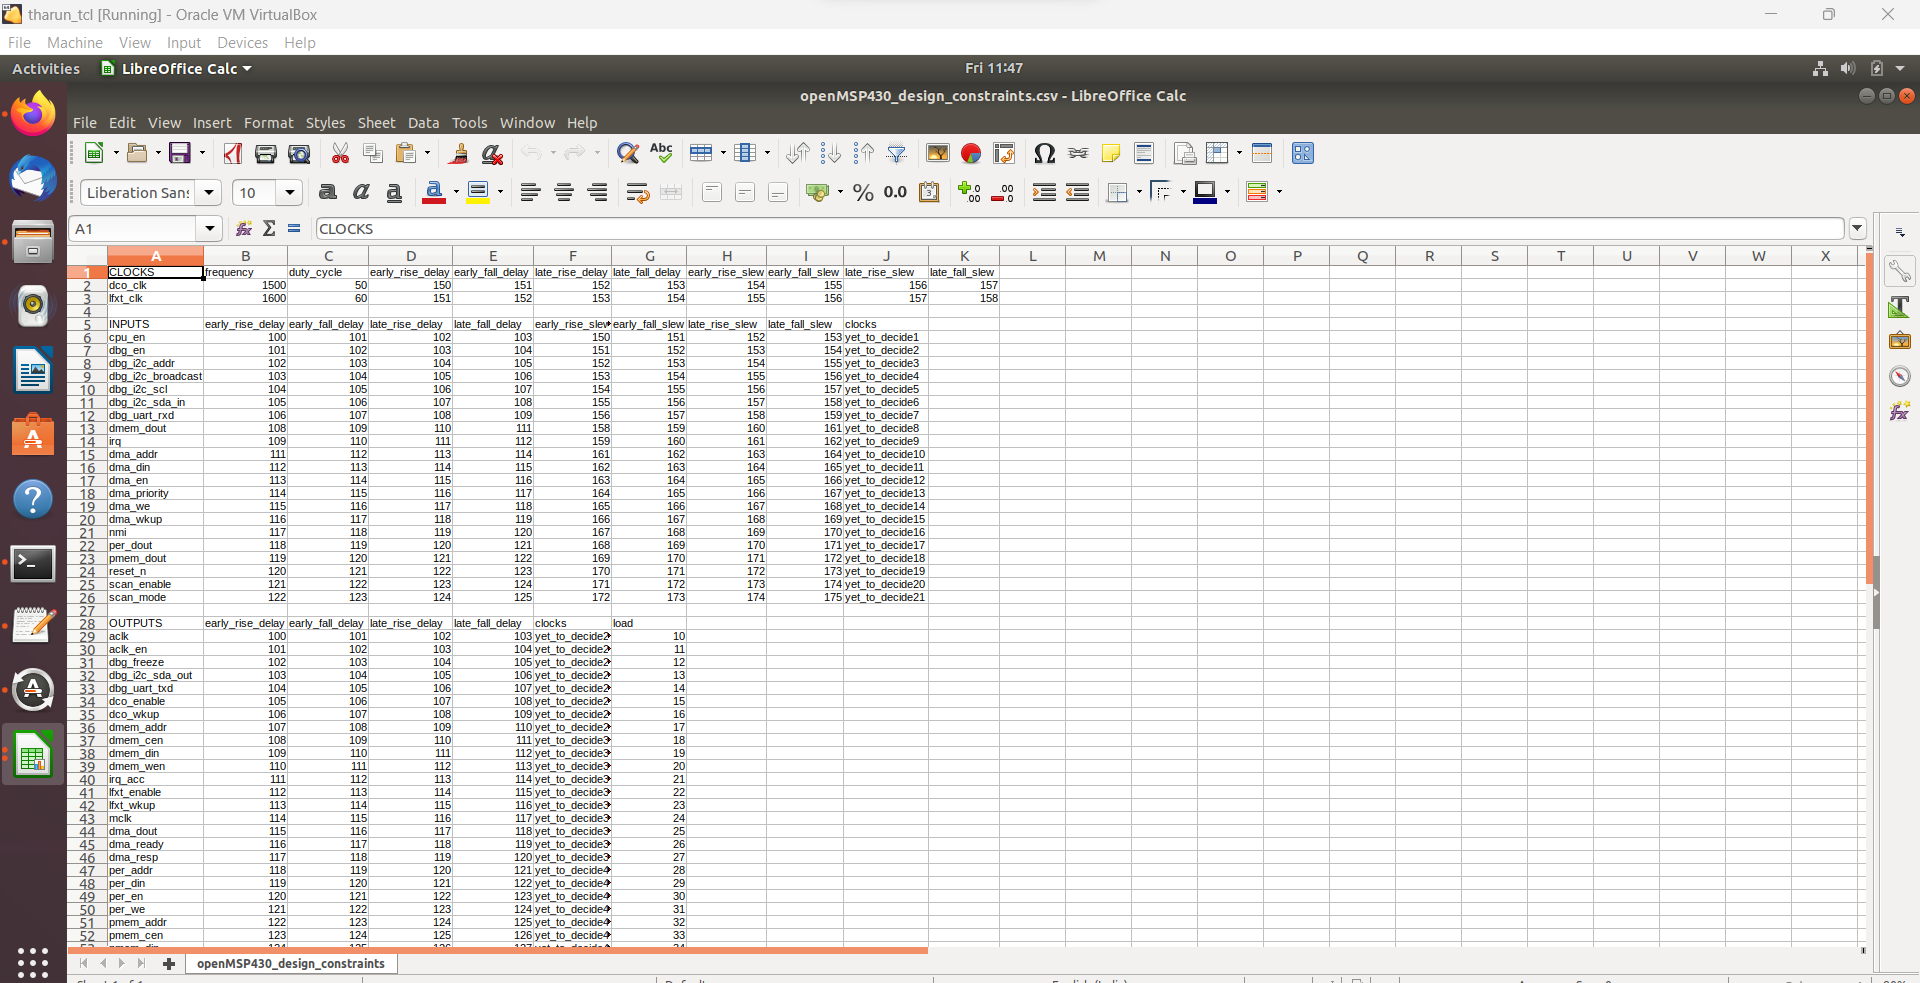 tharun_tcl [Running] - Oracle VM VirtualBox
File Machine View Input Devices Help
Activities LibreOffice Calc Fri 11:47
openMSP430_design_constraints.csv - LibreOffice Calc
File Edit View Insert Format Styles Sheet Data Tools Window Help
Liberation Sans 10
A1 CLOCKS
A B C D E F G H I J K L M N O P Q R S T U V W X
1 CLOCKS frequency duty_cycle early_rise_delay early_fall_delay late_rise_delay late_fall_delay early_rise_slew early_fall_slew late_rise_slew late_fall_slew
2 dco_clk 1500 50 150 151 152 153 154 155 156 157
3 lfxt_clk 1600 60 151 152 153 154 155 156 157 158
4
5 INPUTS early_rise_delay early_fall_delay late_rise_delay late_fall_delay early_rise_slew early_fall_slew late_rise_slew late_fall_slew clocks
6 cpu_en 100 101 102 103 150 151 152 153 yet_to_decide1
7 dbg_en 101 102 103 104 151 152 153 154 yet_to_decide2
8 dbg_i2c_addr 102 103 104 105 152 153 154 155 yet_to_decide3
9 dbg_i2c_broadcast 103 104 105 106 153 154 155 156 yet_to_decide4
10 dbg_i2c_scl 104 105 106 107 154 155 156 157 yet_to_decide5
11 dbg_i2c_sda_in 105 106 107 108 155 156 157 158 yet_to_decide6
12 dbg_uart_rxd 106 107 108 109 156 157 158 159 yet_to_decide7
13 dmem_dout 108 109 110 111 158 159 160 161 yet_to_decide8
14 irq 109 110 111 112 159 160 161 162 yet_to_decide9
15 dma_addr 111 112 113 114 161 162 163 164 yet_to_decide10
16 dma_din 112 113 114 115 162 163 164 165 yet_to_decide11
17 dma_en 113 114 115 116 163 164 165 166 yet_to_decide12
18 dma_priority 114 115 116 117 164 165 166 167 yet_to_decide13
19 dma_we 115 116 117 118 165 166 167 168 yet_to_decide14
20 dma_wkup 116 117 118 119 166 167 168 169 yet_to_decide15
21 nmi 117 118 119 120 167 168 169 170 yet_to_decide16
22 per_dout 118 119 120 121 168 169 170 171 yet_to_decide17
23 pmem_dout 119 120 121 122 169 170 171 172 yet_to_decide18
24 reset_n 120 121 122 123 170 171 172 173 yet_to_decide19
25 scan_enable 121 122 123 124 171 172 173 174 yet_to_decide20
26 scan_mode 122 123 124 125 172 173 174 175 yet_to_decide21
27
28 OUTPUTS early_rise_delay early_fall_delay late_rise_delay late_fall_delay clocks load
29 aclk 100 101 102 103 yet_to_decide2 10
30 aclk_en 101 102 103 104 yet_to_decide2 11
31 dbg_freeze 102 103 104 105 yet_to_decide2 12
32 dbg_i2c_sda_out 103 104 105 106 yet_to_decide2 13
33 dbg_uart_txd 104 105 106 107 yet_to_decide2 14
34 dco_enable 105 106 107 108 yet_to_decide2 15
35 dco_wkup 106 107 108 109 yet_to_decide2 16
36 dmem_addr 107 108 109 110 yet_to_decide2 17
37 dmem_cen 108 109 110 111 yet_to_decide3 18
38 dmem_din 109 110 111 112 yet_to_decide3 19
39 dmem_wen 110 111 112 113 yet_to_decide3 20
40 irq_acc 111 112 113 114 yet_to_decide3 21
41 lfxt_enable 112 113 114 115 yet_to_decide3 22
42 lfxt_wkup 113 114 115 116 yet_to_decide3 23
43 mclk 114 115 116 117 yet_to_decide3 24
44 dma_dout 115 116 117 118 yet_to_decide3 25
45 dma_ready 116 117 118 119 yet_to_decide3 26
46 dma_resp 117 118 119 120 yet_to_decide3 27
47 per_addr 118 119 120 121 yet_to_decide4 28
48 per_din 119 120 121 122 yet_to_decide4 29
49 per_en 120 121 122 123 yet_to_decide4 30
50 per_we 121 122 123 124 yet_to_decide4 31
51 pmem_addr 122 123 124 125 yet_to_decide4 32
52 pmem_cen 123 124 125 126 yet_to_decide4 33
openMSP430_design_constraints